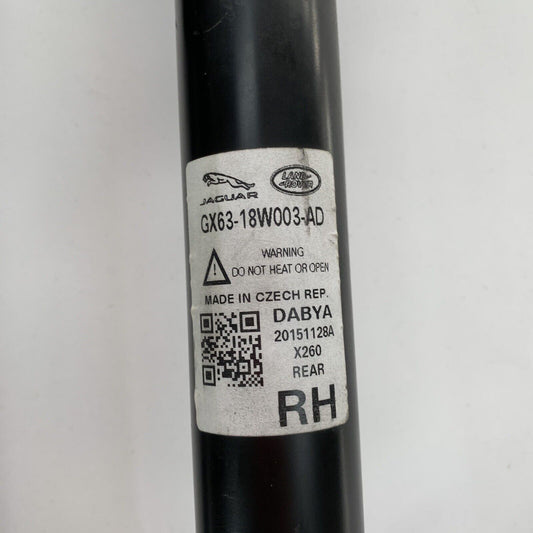 JAGUAR
LAND ROVER
GX63-18W003-AD
WARNING
DO NOT HEAT OR OPEN
MADE IN CZECH REP.
DABYA
20151128A
X260
REAR
RH